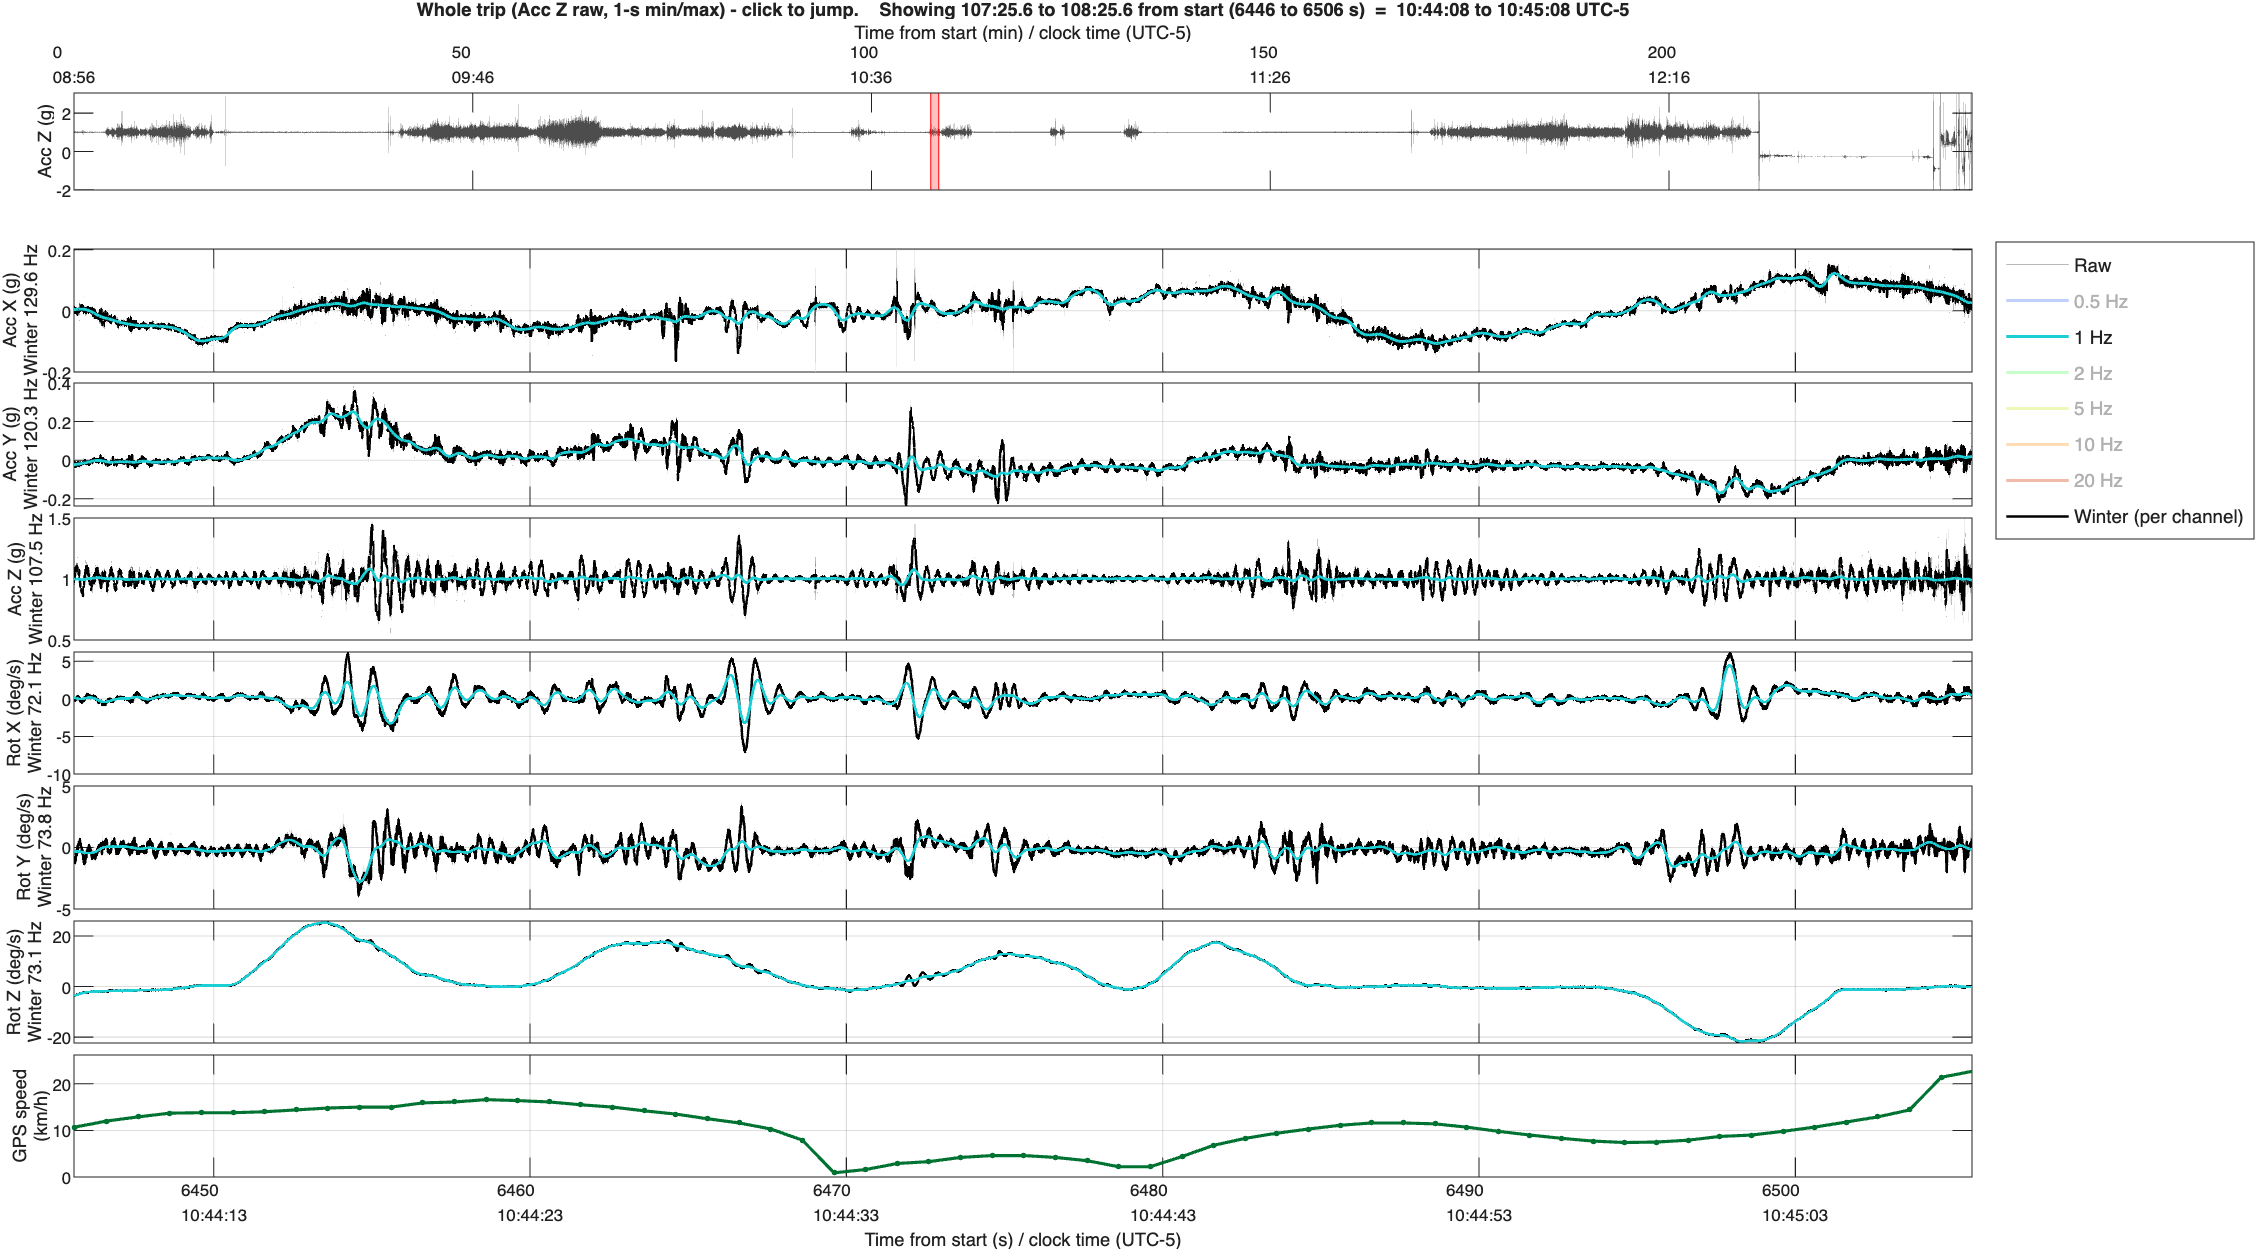 Whole trip (Acc Z raw, 1-s min/max) - click to jump.    Showing 107:25.6 to 108:25.6 from start (6446 to 6506 s)  =  10:44:08 to 10:45:08 UTC-5
Time from start (min) / clock time (UTC-5)
0 50 100 150 200
08:56 09:46 10:36 11:26 12:16
Acc Z (g)
2
0
-2
Acc X (g)
Winter 129.6 Hz
0.2
0
-0.2
Acc Y (g)
Winter 120.3 Hz
0.4
0.2
0
-0.2
Acc Z (g)
Winter 107.5 Hz
1.5
1
0.5
Rot X (deg/s)
Winter 72.1 Hz
5
0
-5
-10
Rot Y (deg/s)
Winter 73.8 Hz
5
0
-5
Rot Z (deg/s)
Winter 73.1 Hz
20
0
-20
GPS speed
(km/h)
20
10
0
6450 6460 6470 6480 6490 6500
10:44:13 10:44:23 10:44:33 10:44:43 10:44:53 10:45:03
Time from start (s) / clock time (UTC-5)
Raw
0.5 Hz
1 Hz
2 Hz
5 Hz
10 Hz
20 Hz
Winter (per channel)